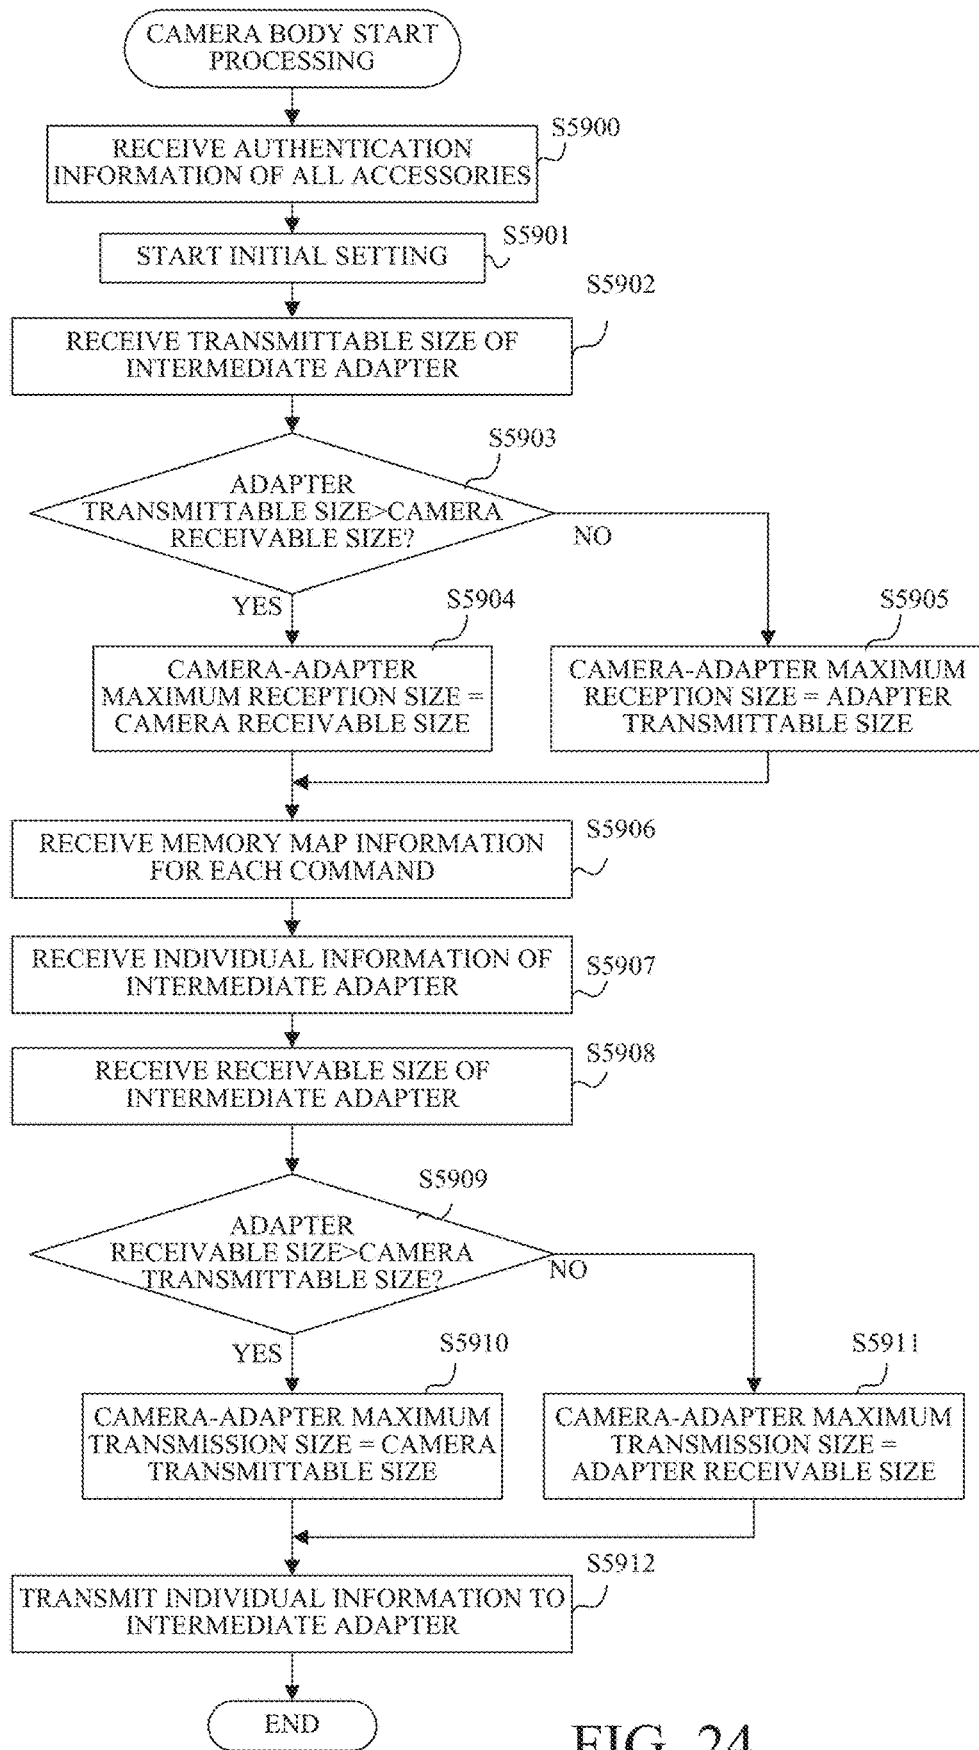 CAMERA BODY START
PROCESSING
S5900
RECEIVE AUTHENTICATION
INFORMATION OF ALL ACCESSORIES
S5901
START INITIAL SETTING
S5902
RECEIVE TRANSMITTABLE SIZE OF
INTERMEDIATE ADAPTER
S5903
ADAPTER
TRANSMITTABLE SIZE>CAMERA
RECEIVABLE SIZE?
NO
YES
S5904
S5905
CAMERA-ADAPTER
MAXIMUM RECEPTION SIZE =
CAMERA RECEIVABLE SIZE
CAMERA-ADAPTER MAXIMUM
RECEPTION SIZE = ADAPTER
TRANSMITTABLE SIZE
S5906
RECEIVE MEMORY MAP INFORMATION
FOR EACH COMMAND
S5907
RECEIVE INDIVIDUAL INFORMATION OF
INTERMEDIATE ADAPTER
S5908
RECEIVE RECEIVABLE SIZE OF
INTERMEDIATE ADAPTER
S5909
ADAPTER
RECEIVABLE SIZE>CAMERA
TRANSMITTABLE SIZE?
NO
YES
S5910
S5911
CAMERA-ADAPTER MAXIMUM
TRANSMISSION SIZE = CAMERA
TRANSMITTABLE SIZE
CAMERA-ADAPTER MAXIMUM
TRANSMISSION SIZE =
ADAPTER RECEIVABLE SIZE
S5912
TRANSMIT INDIVIDUAL INFORMATION TO
INTERMEDIATE ADAPTER
END
FIG. 24